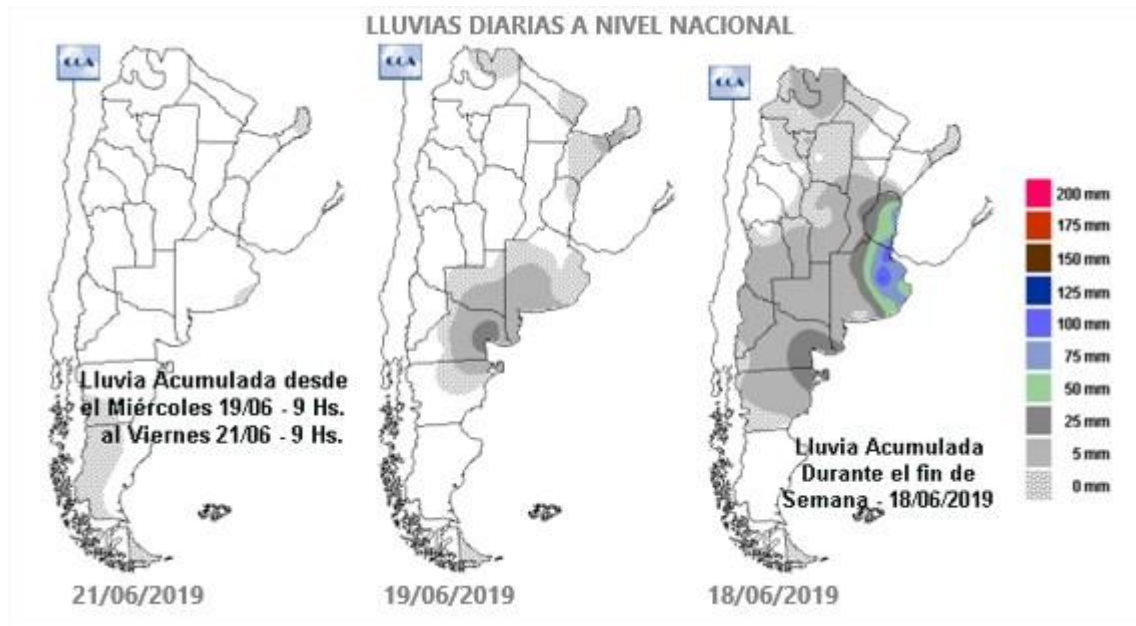 LLUVIAS DIARIAS A NIVEL NACIONAL
CCA
CCA
CCA
Lluvia Acumulada desde
el Miércoles 19/06 - 9 Hs.
al Viernes 21/06 - 9 Hs.
Lluvia Acumulada
Durante el fin de
Semana - 18/06/2019
200 mm
175 mm
150 mm
125 mm
100 mm
75 mm
50 mm
25 mm
5 mm
0 mm
21/06/2019
19/06/2019
18/06/2019